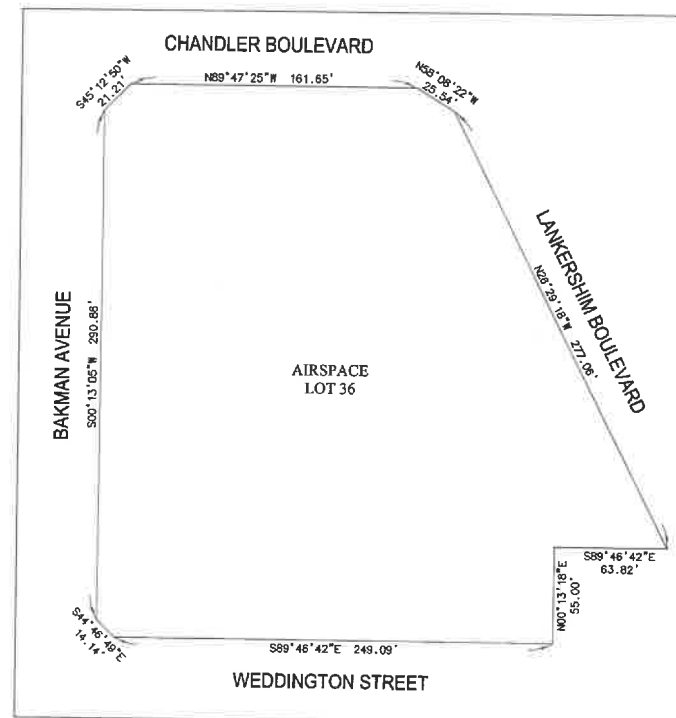 CHANDLER BOULEVARD
S45°12'50"W
21.21
N89°47'25"W 161.65'
N58°08'22"W
25.54'
LANKERSHIM BOULEVARD
N26°29'18"W 277.06'
BAKMAN AVENUE
S00°13'05"W 290.86'
AIRSPACE
LOT 36
S89°46'42"E
63.82'
N00°13'18"E
55.00'
S44°46'49"E
14.14'
S89°46'42"E 249.09'
WEDDINGTON STREET